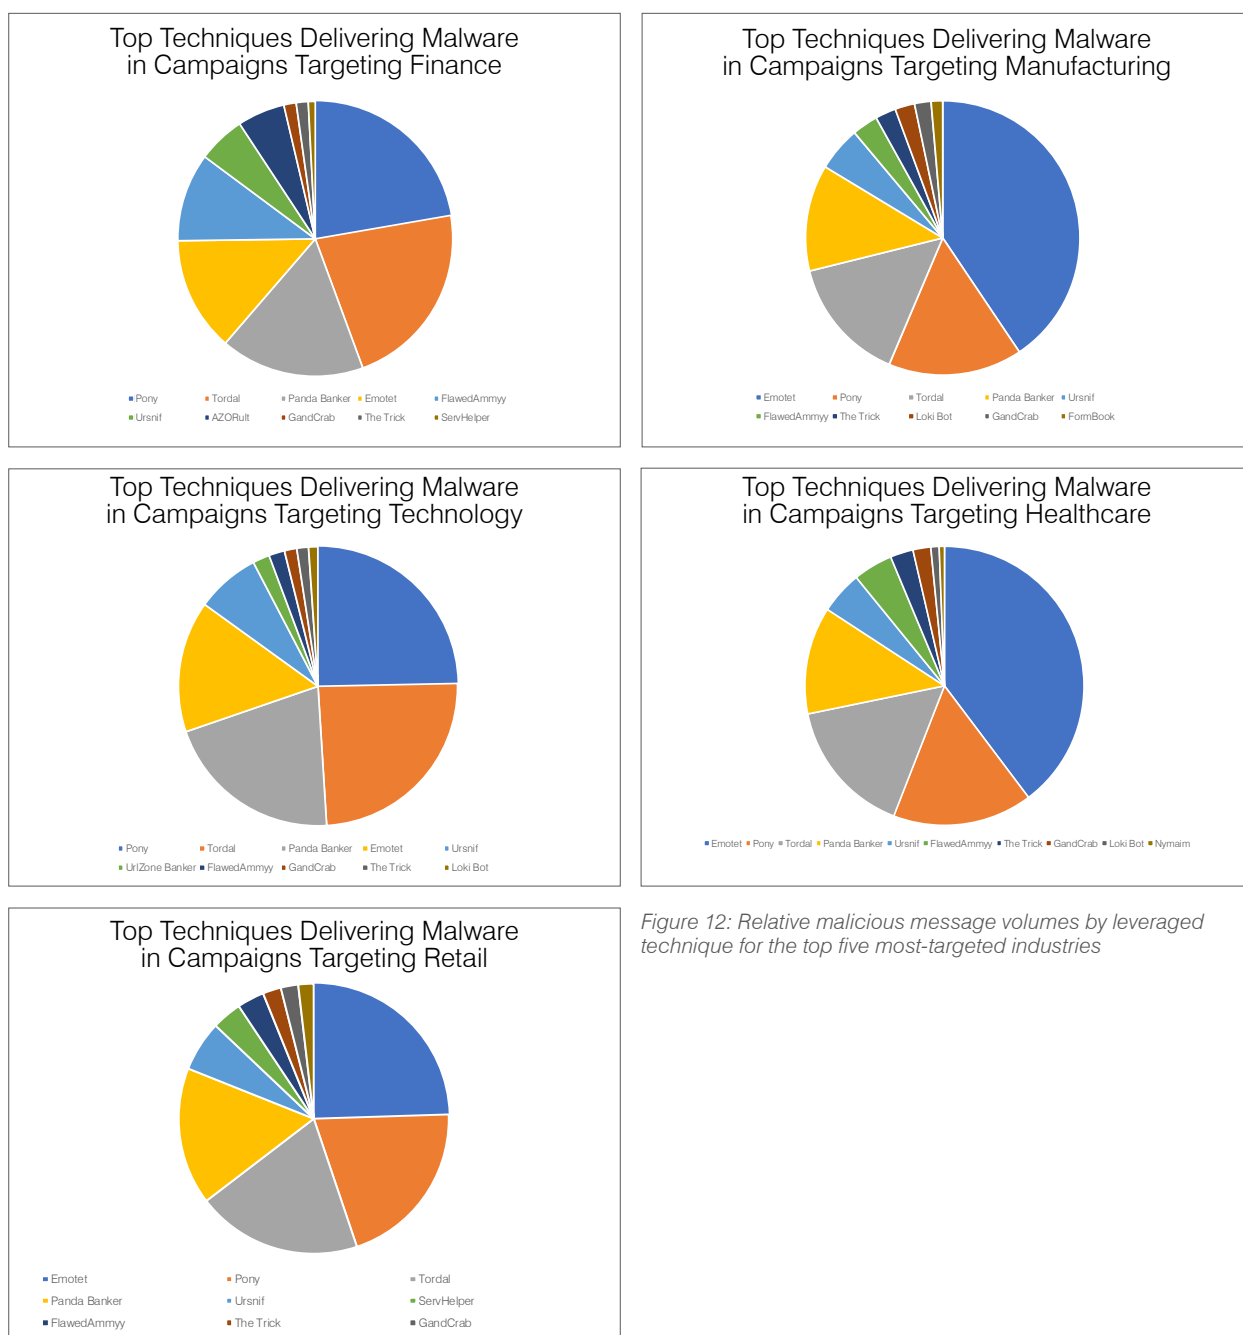 Top Techniques Delivering Malware
in Campaigns Targeting Finance
Pony Tordal Panda Banker Emotet FlawedAmmyy
Ursnif AZORult GandCrab The Trick ServHelper
Top Techniques Delivering Malware
in Campaigns Targeting Manufacturing
Emotet Pony Tordal Panda Banker Ursnif
FlawedAmmyy The Trick Loki Bot GandCrab FormBook
Top Techniques Delivering Malware
in Campaigns Targeting Technology
Pony Tordal Panda Banker Emotet Ursnif
UrlZone Banker FlawedAmmyy GandCrab The Trick Loki Bot
Top Techniques Delivering Malware
in Campaigns Targeting Healthcare
Emotet Pony Tordal Panda Banker Ursnif FlawedAmmyy The Trick GandCrab Loki Bot Nymaim
Top Techniques Delivering Malware
in Campaigns Targeting Retail
Emotet Pony Tordal
Panda Banker Ursnif ServHelper
FlawedAmmyy The Trick GandCrab
Figure 12: Relative malicious message volumes by leveraged
technique for the top five most-targeted industries